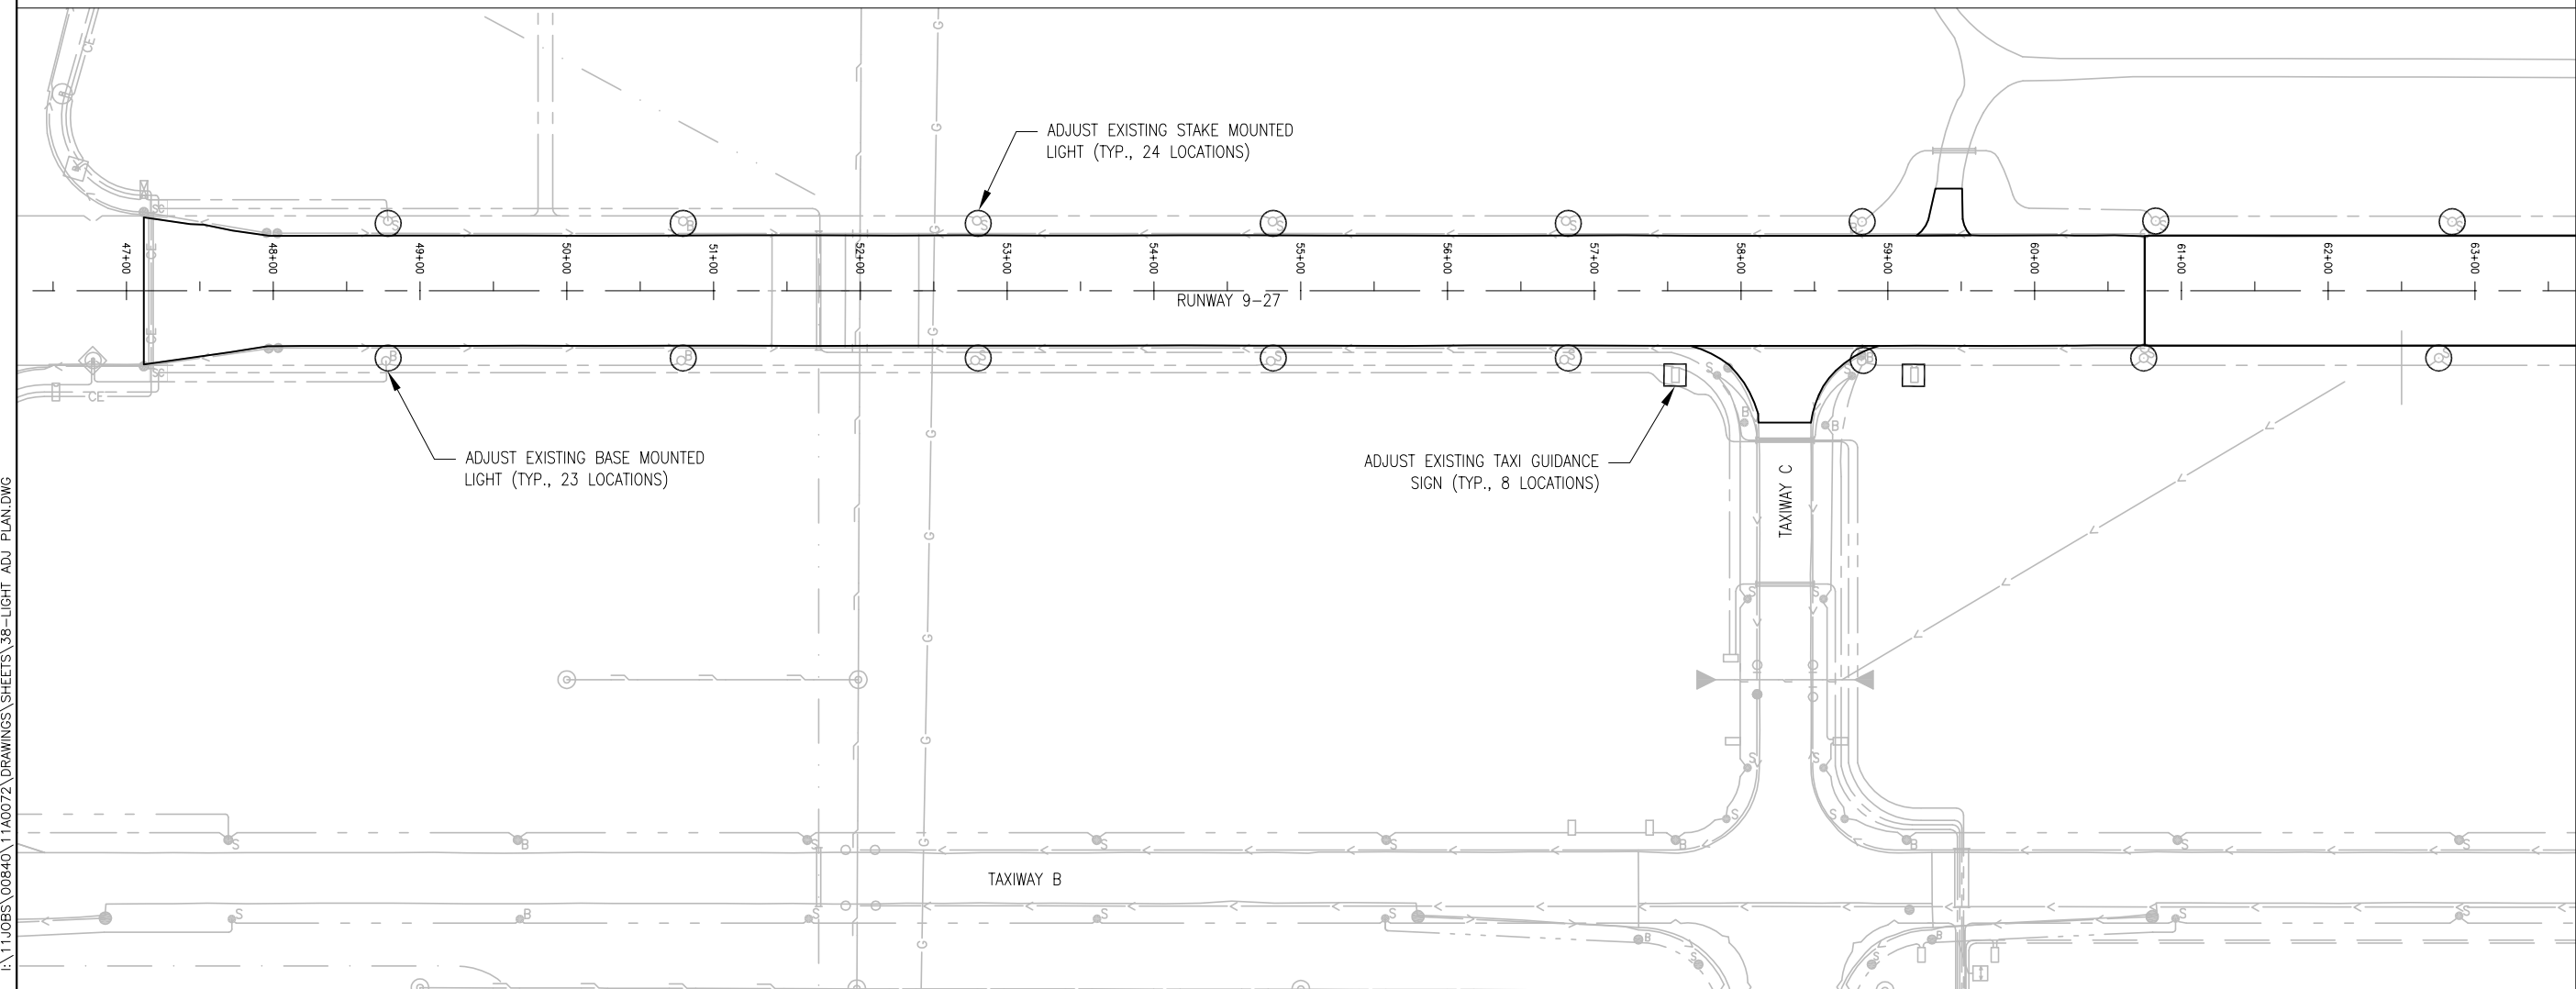 ADJUST EXISTING STAKE MOUNTED
LIGHT (TYP., 24 LOCATIONS)
47+00
48+00
49+00
50+00
51+00
52+00
53+00
54+00
55+00
56+00
57+00
58+00
59+00
60+00
61+00
62+00
63+00
RUNWAY 9-27
ADJUST EXISTING BASE MOUNTED
LIGHT (TYP., 23 LOCATIONS)
ADJUST EXISTING TAXI GUIDANCE
SIGN (TYP., 8 LOCATIONS)
TAXIWAY C
TAXIWAY B
I:\11JOBS\00840\11A0072\DRAWINGS\SHEETS\38-LIGHT ADJ PLAN.DWG